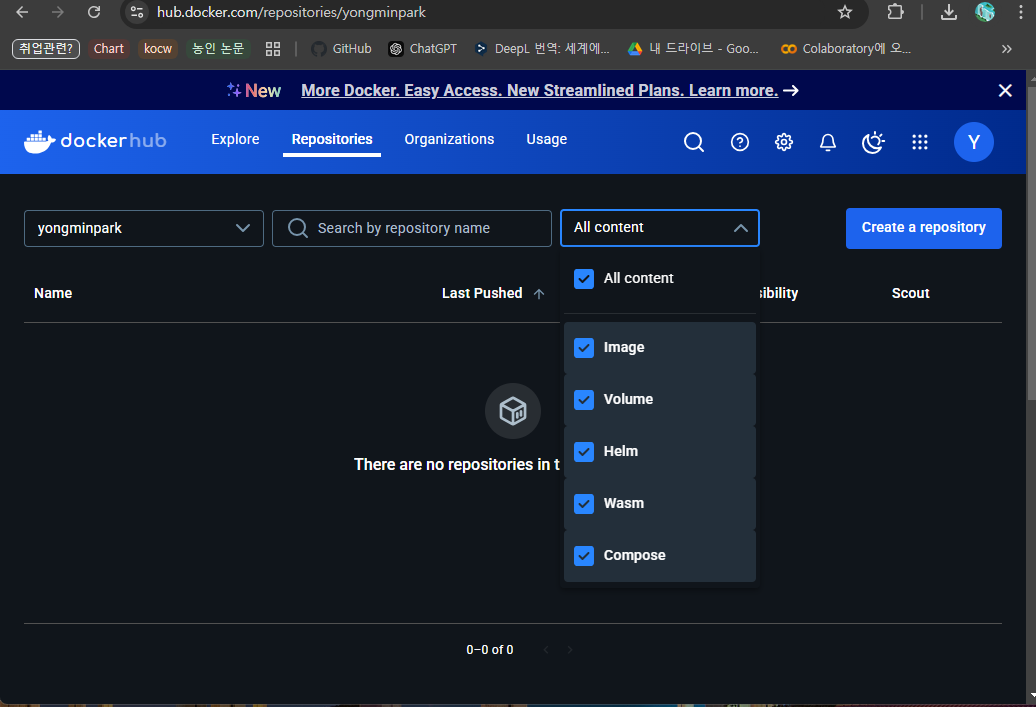 hub.docker.com/repositories/yongminpark
취업관련? Chart kocw 농인 논문 GitHub ChatGPT DeepL 번역: 세계에... 내 드라이브 - Goo... Colaboratory에 오...
New More Docker. Easy Access. New Streamlined Plans. Learn more.
dockerhub Explore Repositories Organizations Usage Y
yongminpark Search by repository name All content Create a repository
All content
Name Last Pushed sibility Scout
Image
Volume
Helm
There are no repositories in t
Wasm
Compose
0–0 of 0